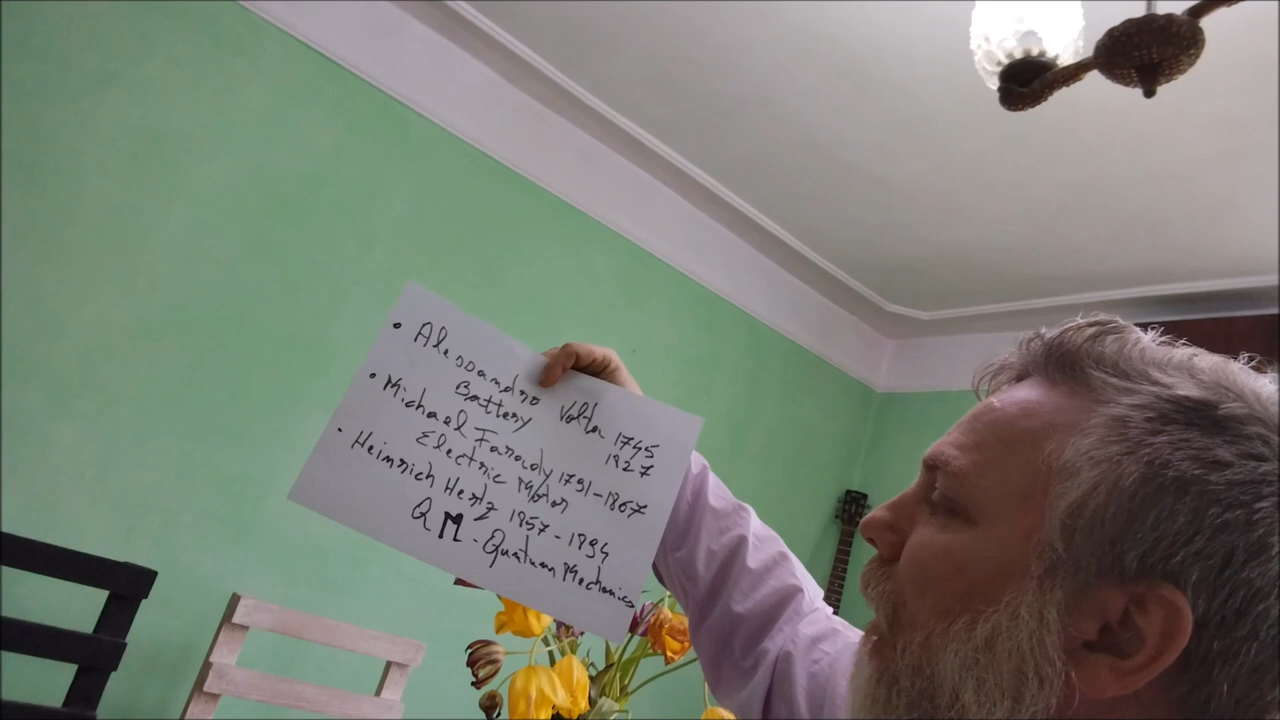 • Alessandro Volta 1745
Battery 1827
• Michael Faraday 1791-1867
Electric Motor
• Heinrich Hertz 1857-1894
QM-Quantum Mechanics